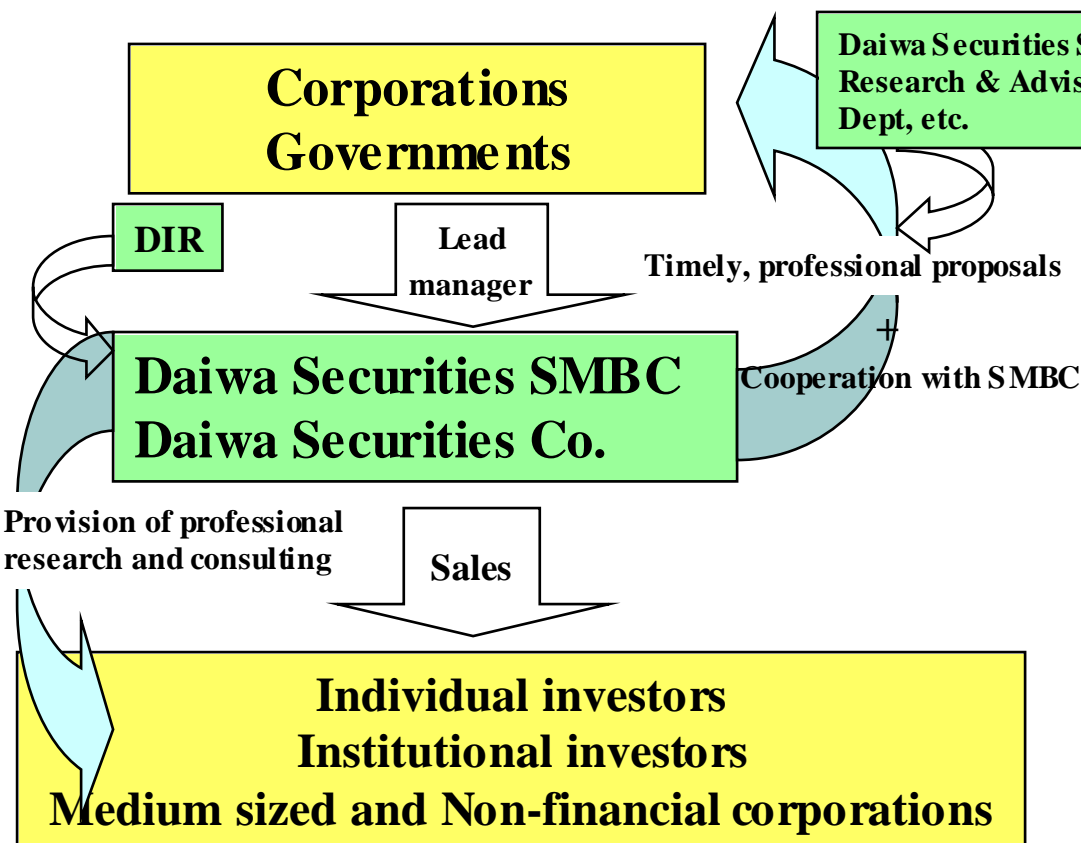 Corporations
Governments
Daiwa Securities
Research &
Dept, etc.
DIR
Lead
manager
Timely, professional proposals
+
Cooperation with SMBC
Daiwa Securities SMBC
Daiwa Securities Co.
Provision of professional
research and consulting
Sales
Individual investors
Institutional investors
Medium sized and Non-financial corporations